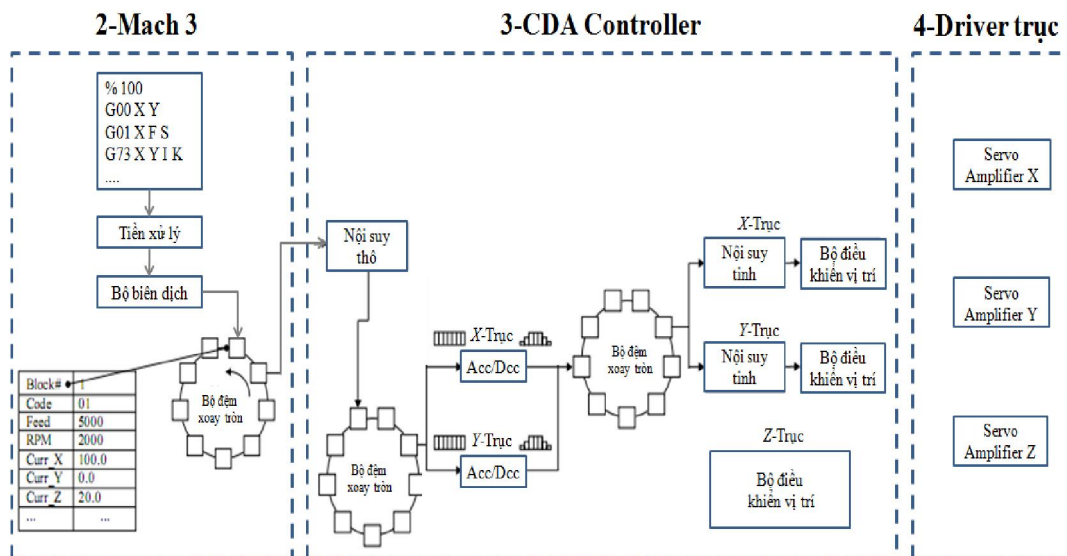 2-Mach 3
3-CDA Controller
4-Driver trục
% 100
G00 X Y
G01 X F S
G73 X Y I K
....
Tiền xử lý
Bộ biên dịch
Bộ đệm
xoay tròn
Block# 1
Code 01
Feed 5000
RPM 2000
Curr_X 100.0
Curr_Y 0.0
Curr_Z 20.0
... ...
Nội suy
thô
Bộ đệm
xoay tròn
X-Trục
Acc/Dcc
Y-Trục
Acc/Dcc
Bộ đệm
xoay tròn
X-Trục
Nội suy
tinh
Bộ điều
khiển vị trí
Y-Trục
Nội suy
tinh
Bộ điều
khiển vị trí
Z-Trục
Bộ điều
khiển vị trí
Servo
Amplifier X
Servo
Amplifier Y
Servo
Amplifier Z